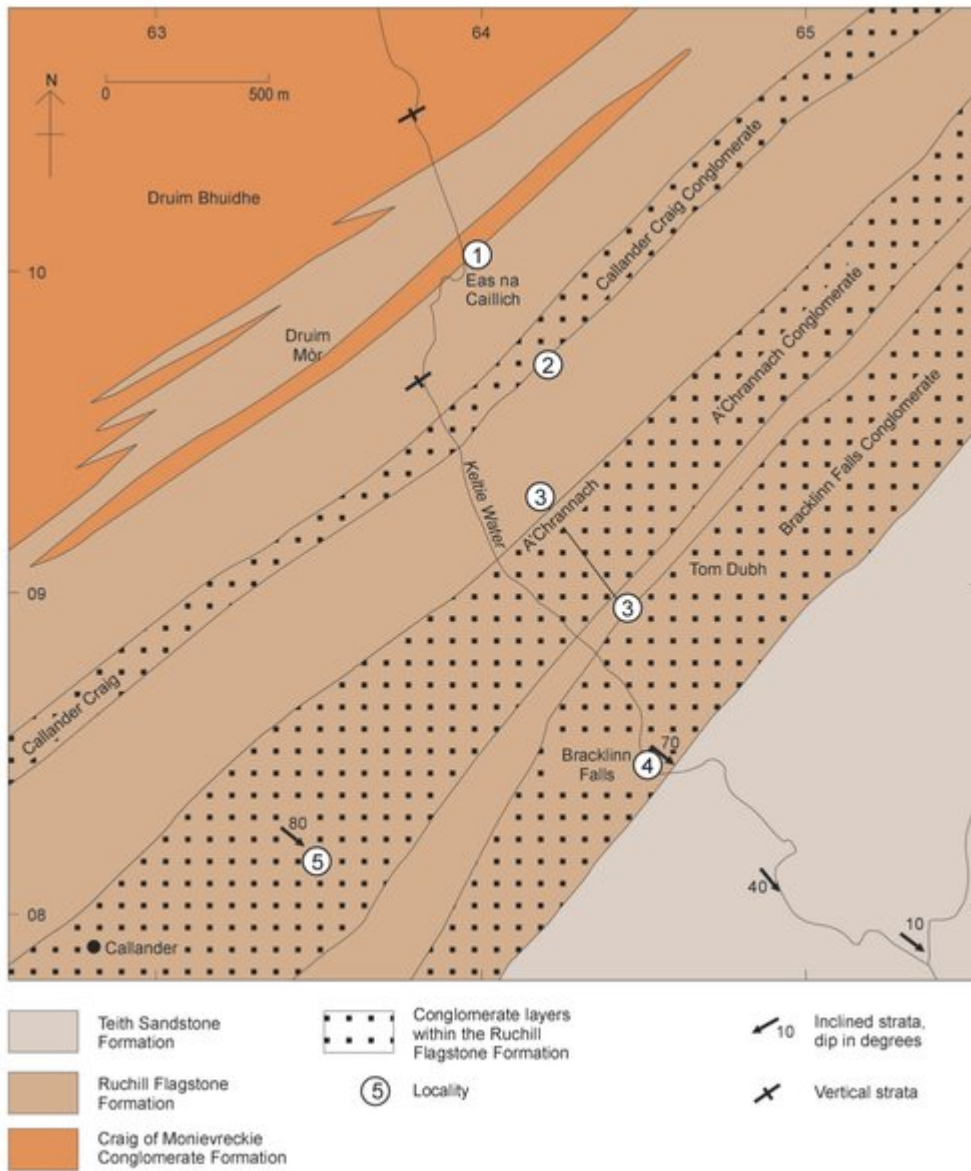 63
64
65
N
0
500 m
Druim Bhuidhe
10
1
Eas na
Caillich
Callander Craig Conglomerate
Druim
Mòr
2
A'Chrannach Conglomerate
Bracklinn Falls Conglomerate
Keltie Water
3
A'Chrannach
Tom Dubh
09
3
Callander Craig
70
Bracklinn
Falls
4
80
5
40
10
08
Callander
Teith Sandstone
Formation
Ruchill Flagstone
Formation
Craig of Monievreckie
Conglomerate Formation
Conglomerate layers
within the Ruchill
Flagstone Formation
5
Locality
10
Inclined strata,
dip in degrees
Vertical strata